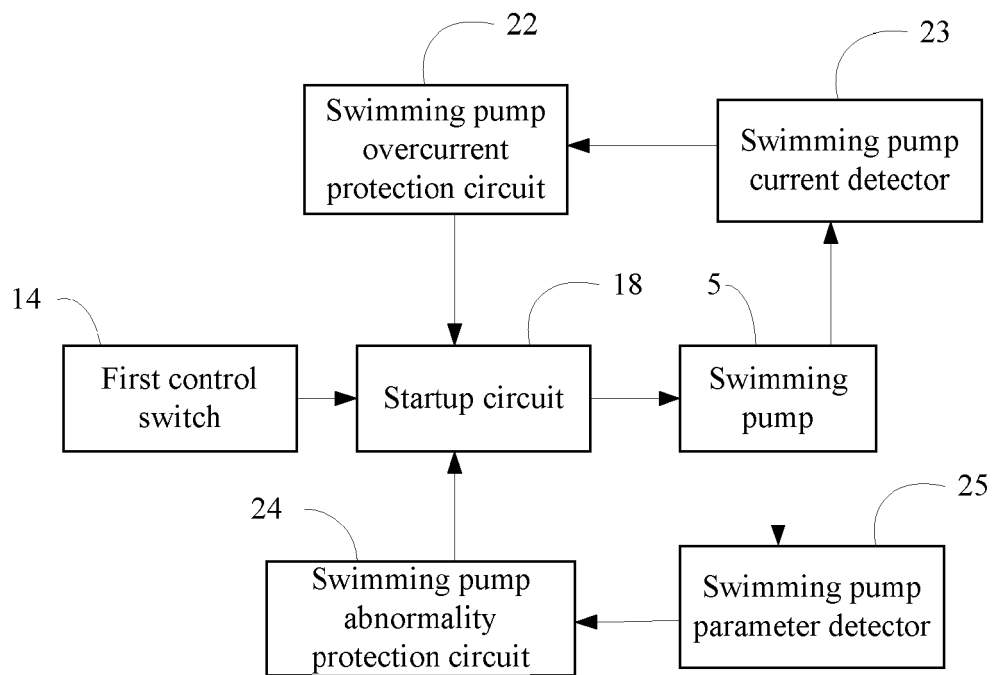 22
23
Swimming pump
overcurrent
protection circuit
Swimming pump
current detector
14
18
5
First control
switch
Startup circuit
Swimming
pump
24
25
Swimming pump
abnormality
protection circuit
Swimming pump
parameter detector